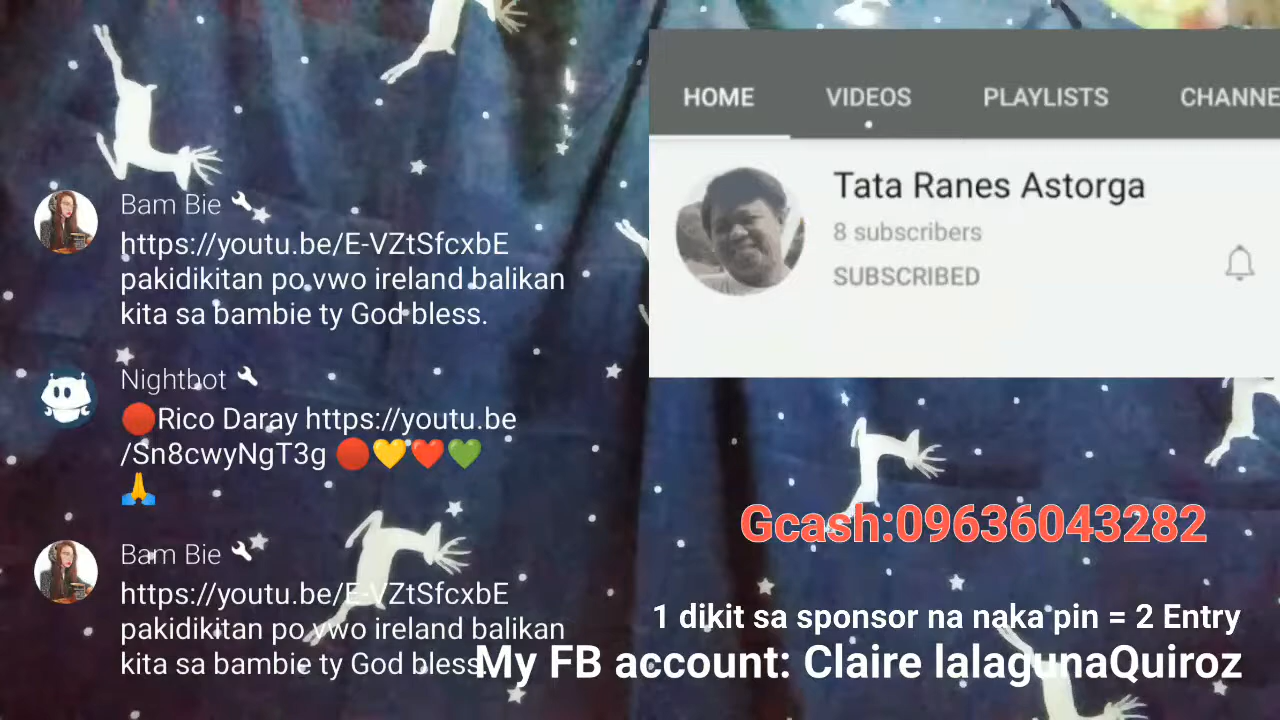 HOME VIDEOS PLAYLISTS CHANNE
Tata Ranes Astorga
8 subscribers
SUBSCRIBED
Bam Bie
https://youtu.be/E-VZtSfcxbE
pakidikitan po vwo ireland balikan
kita sa bambie ty God bless.
Nightbot
🔴Rico Daray https://youtu.be
/Sn8cwyNgT3g 🔴💛❤️💚
🙏
Bam Bie
https://youtu.be/E-VZtSfcxbE
pakidikitan po vwo ireland balikan
kita sa bambie ty God bless.
Gcash:09636043282
1 dikit sa sponsor na naka pin = 2 Entry
My FB account: Claire lalagunaQuiroz